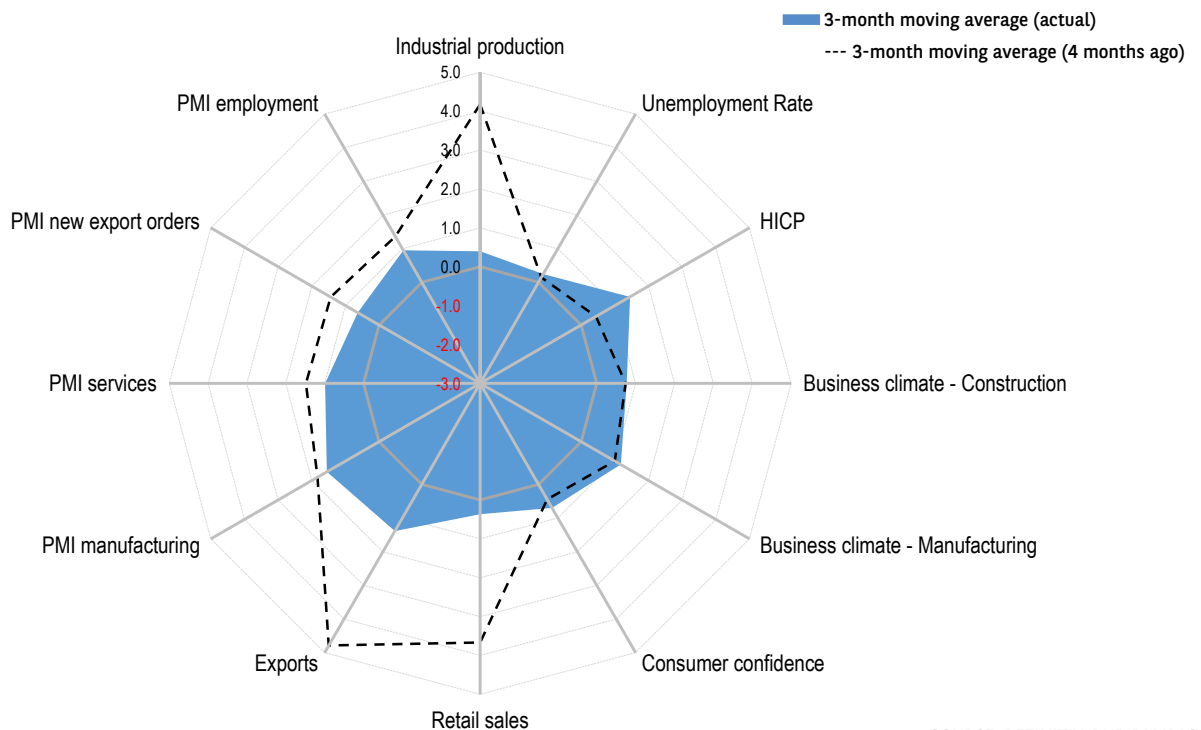 3-month moving average (actual)
--- 3-month moving average (4 months ago)
Industrial production
5.0
4.0
3.0
2.0
1.0
0.0
-1.0
-2.0
-3.0
PMI employment
Unemployment Rate
PMI new export orders
HICP
PMI services
Business climate - Construction
PMI manufacturing
Business climate - Manufacturing
Exports
Consumer confidence
Retail sales